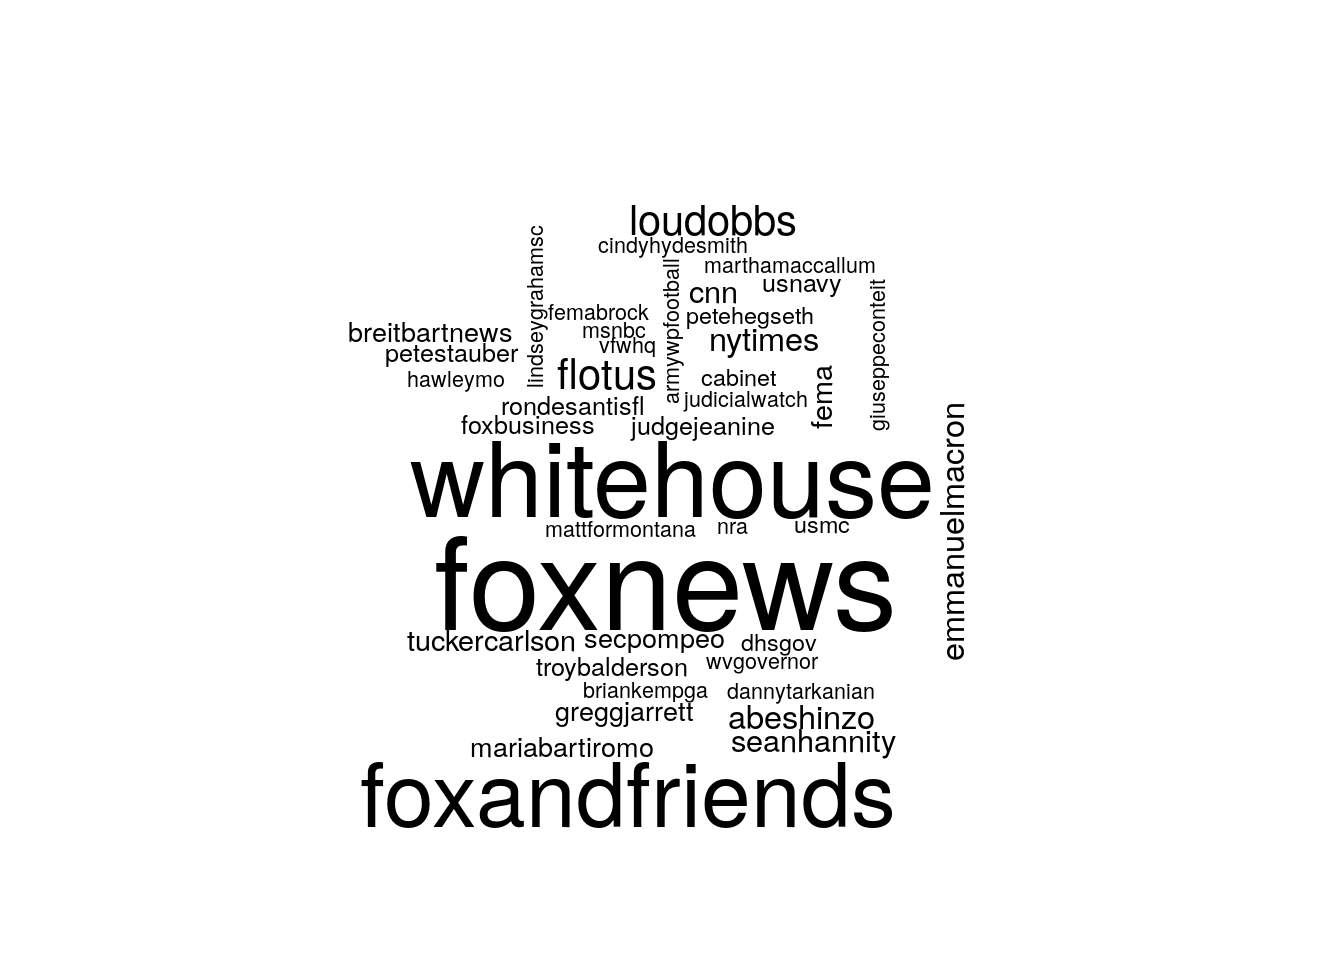 loudobbs
cindyhydesmith
lindseygrahamsc
armywpfootball
marthamaccallum
cnn
usnavy
giuseppeconteit
femabrock
petehegseth
msnbc
breitbartnews
nytimes
vfwhq
petestauber
flotus
hawleymo
cabinet
fema
judicialwatch
rondesantisfl
foxbusiness
judgejeanine
whitehouse
emmanuelmacron
mattformontana
nra
usmc
foxnews
tuckercarlson
secpompeo
dhsgov
troybalderson
wvgovernor
briankempga
dannytarkanian
greggjarrett
abeshinzo
seanhannity
mariabartiromo
foxandfriends